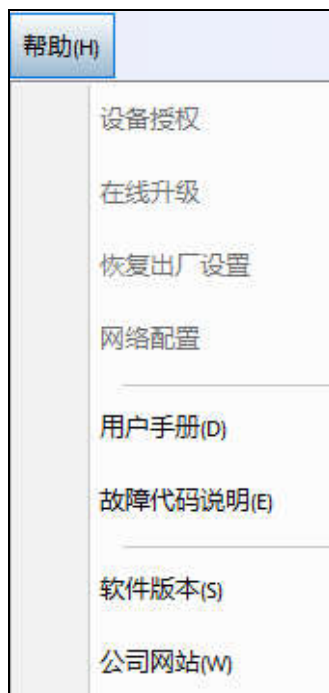 帮助(H)
设备授权
在线升级
恢复出厂设置
网络配置
用户手册(D)
故障代码说明(E)
软件版本(S)
公司网站(W)